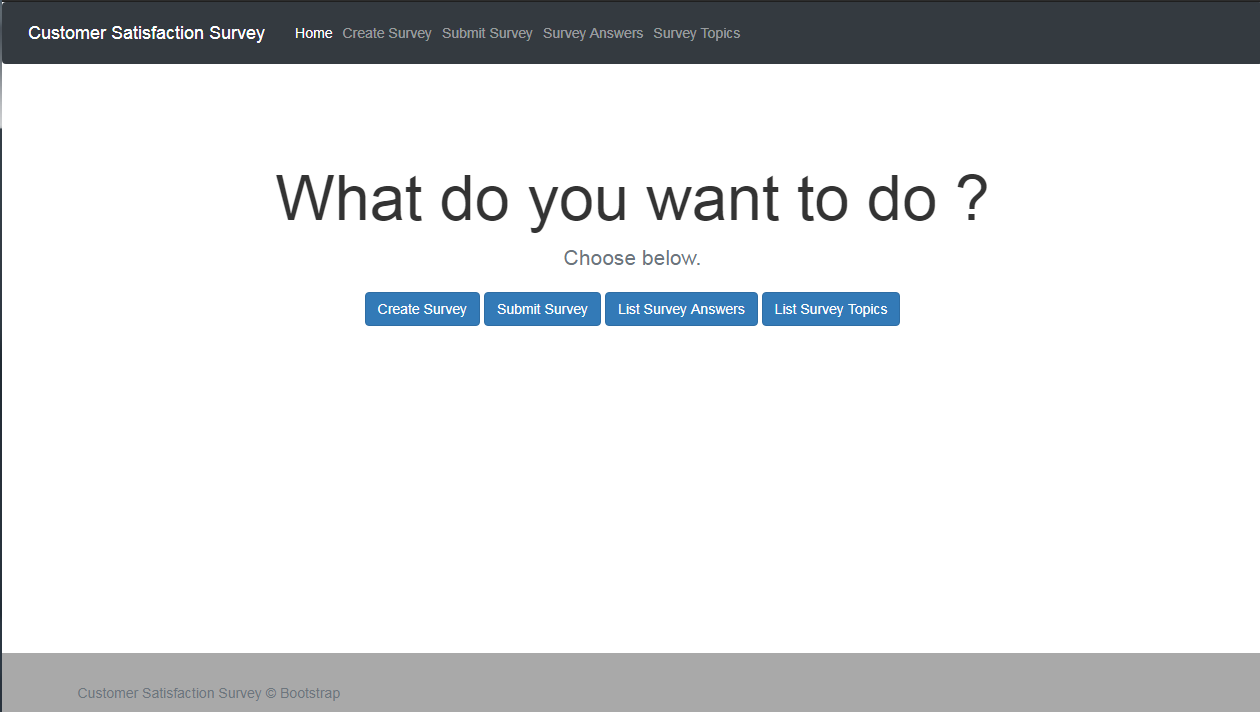 Customer Satisfaction Survey Home Create Survey Submit Survey Survey Answers Survey Topics
What do you want to do ?
Choose below.
Create Survey Submit Survey List Survey Answers List Survey Topics
Customer Satisfaction Survey © Bootstrap